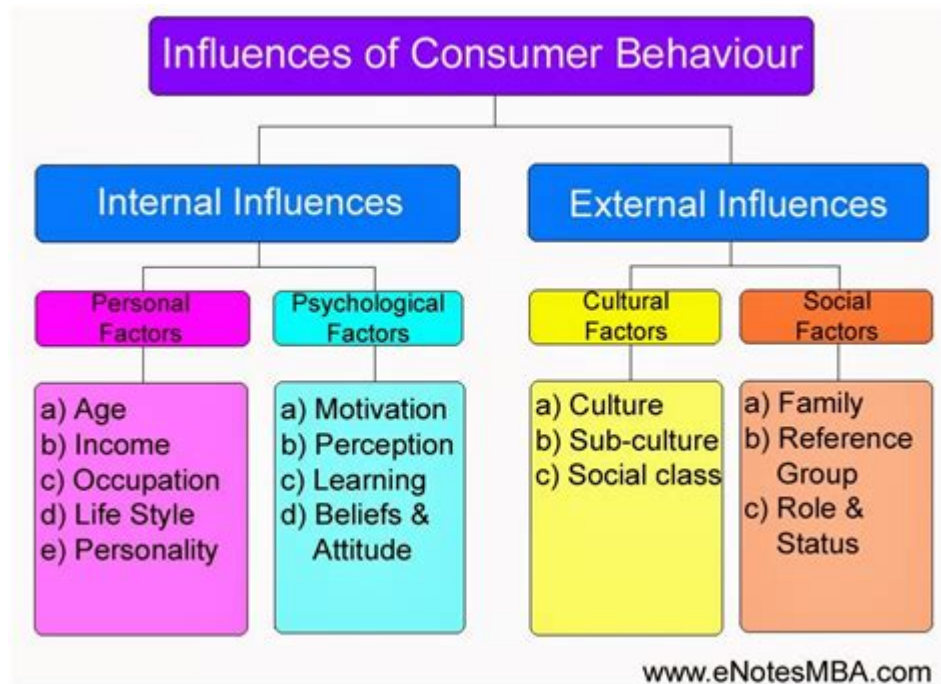 Influences of Consumer Behaviour
Internal Influences
External Influences
Personal
Factors
Psychological
Factors
Cultural
Factors
Social
Factors
a) Age
b) Income
c) Occupation
d) Life Style
e) Personality
a) Motivation
b) Perception
c) Learning
d) Beliefs &
Attitude
a) Culture
b) Sub-culture
c) Social class
a) Family
b) Reference
Group
c) Role &
Status
www.eNotesMBA.com